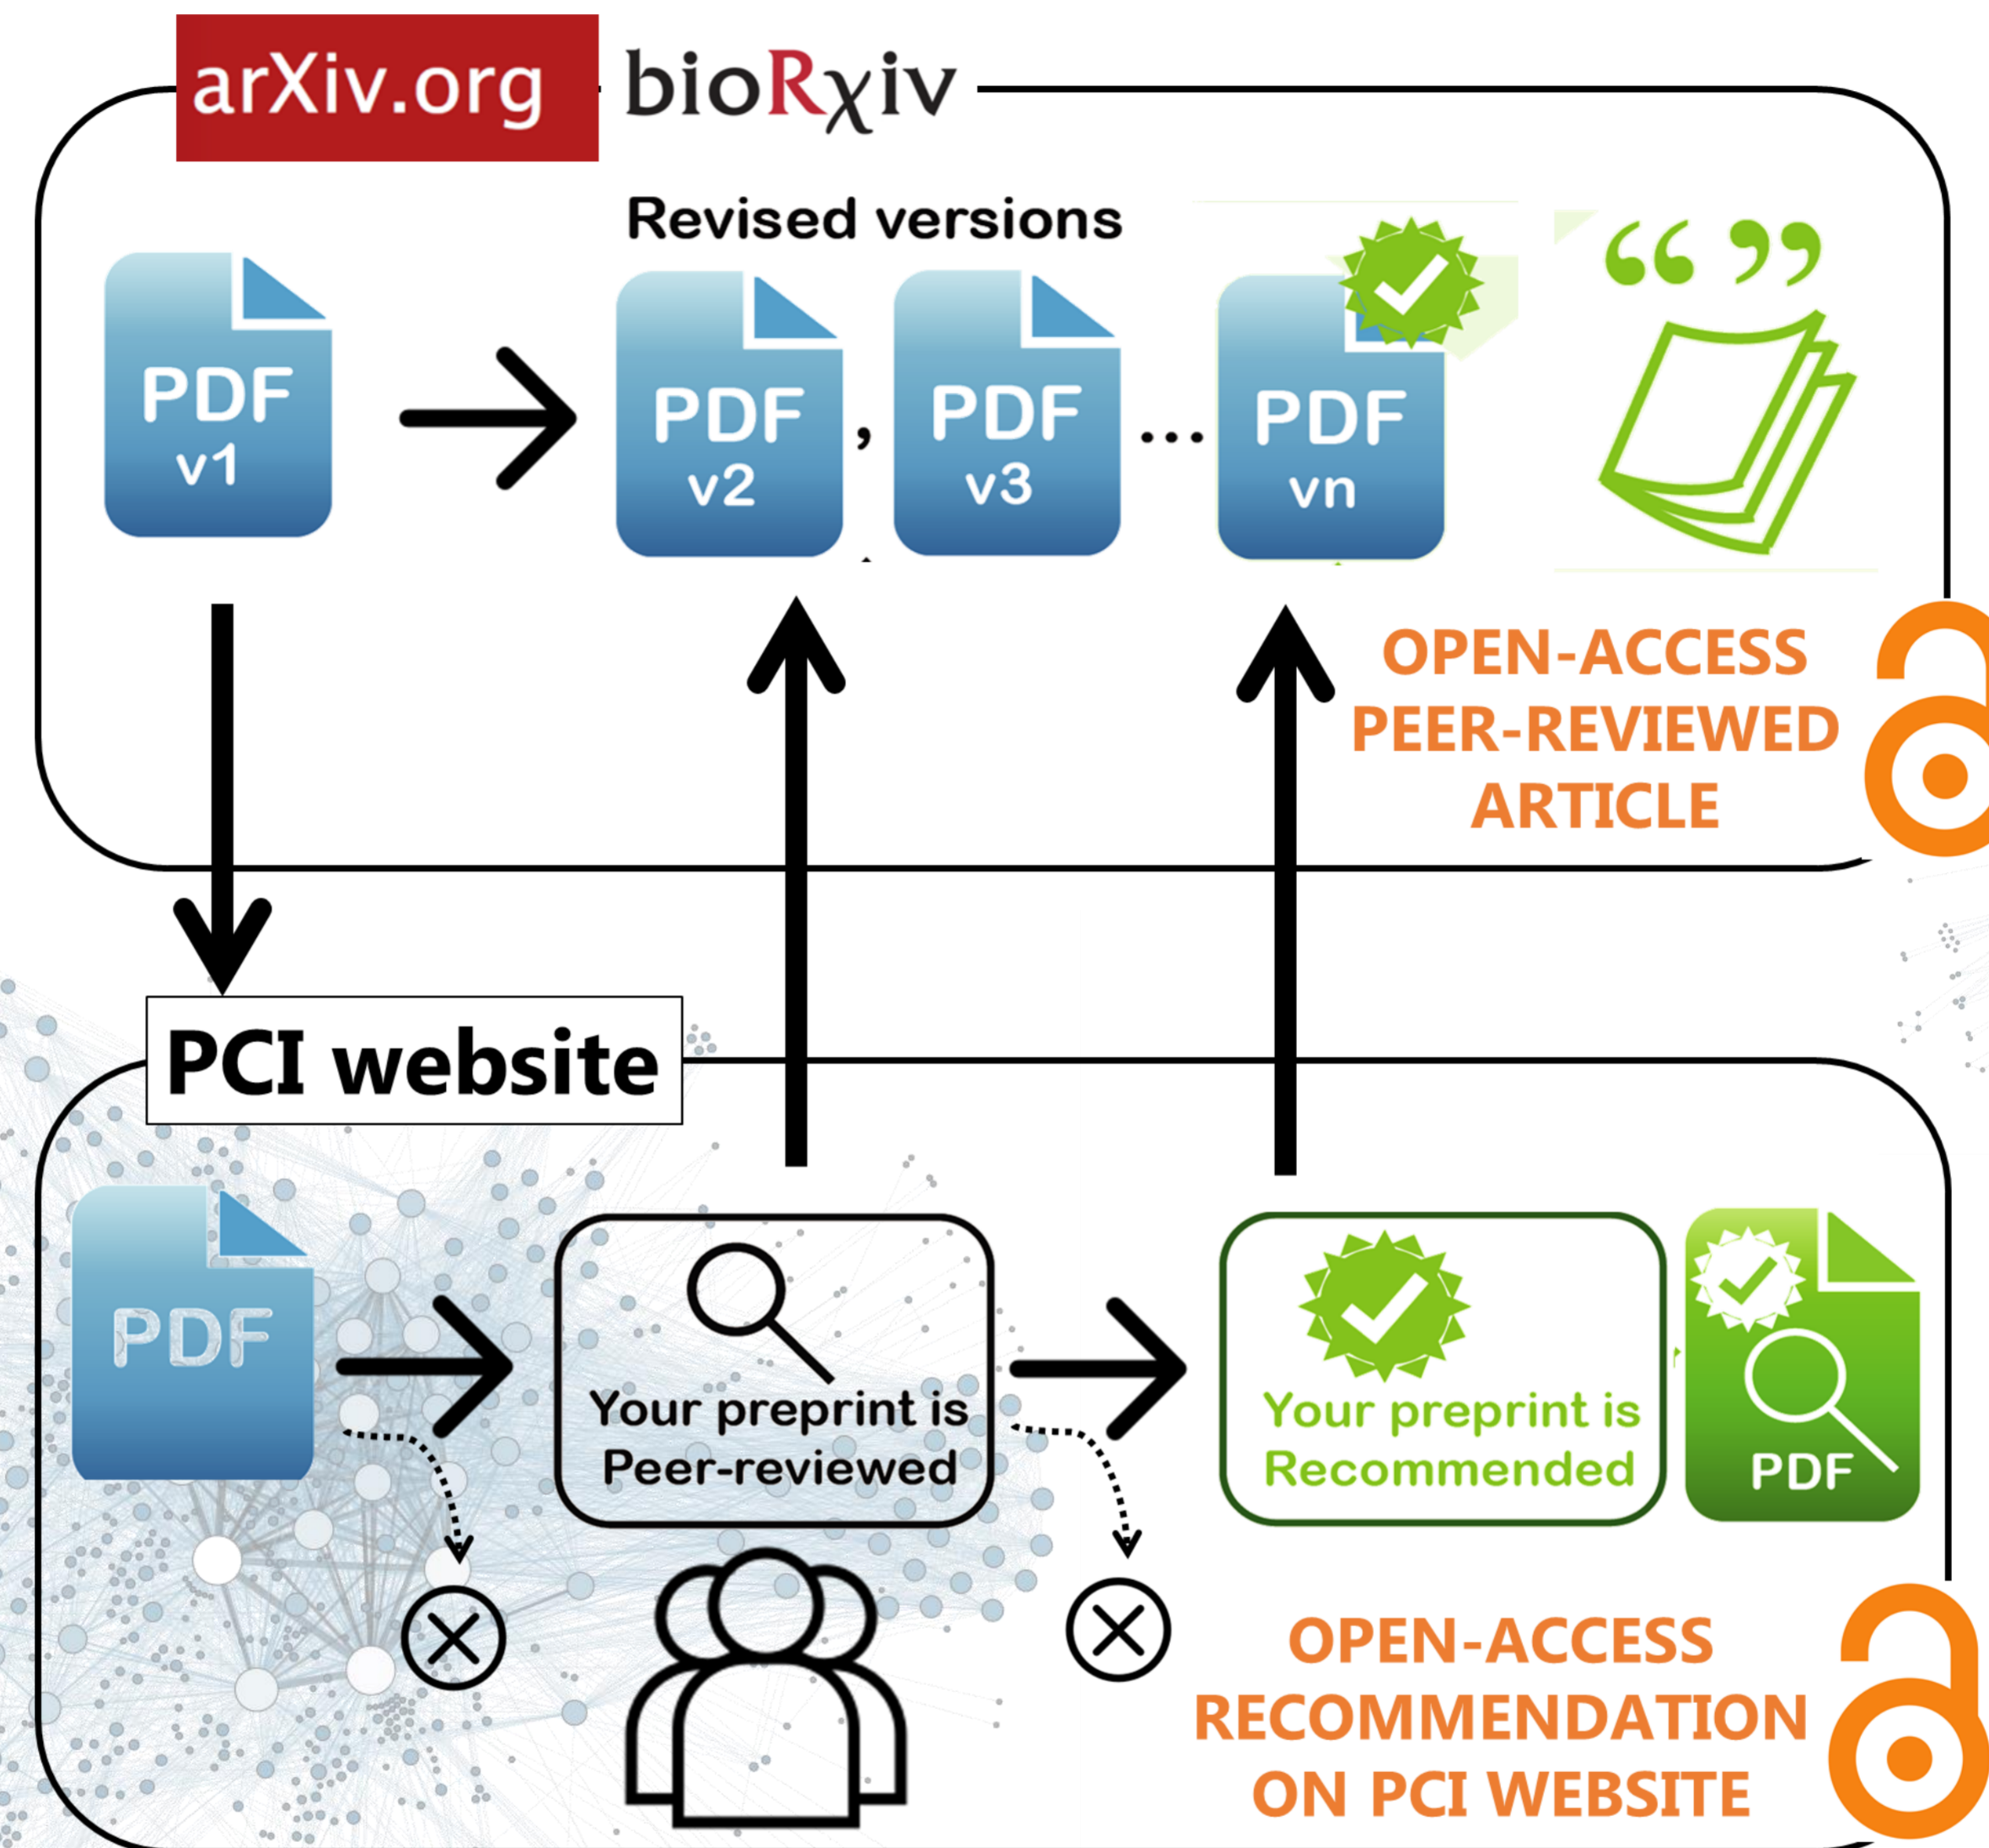 arXiv.org
bioRχiv
Revised versions
PDF
v1
PDF
v2
,
PDF
v3
...
PDF
vn
“ ”
OPEN-ACCESS
PEER-REVIEWED
ARTICLE
PCI website
PDF
Your preprint is
Peer-reviewed
Your preprint is
Recommended
PDF
OPEN-ACCESS
RECOMMENDATION
ON PCI WEBSITE